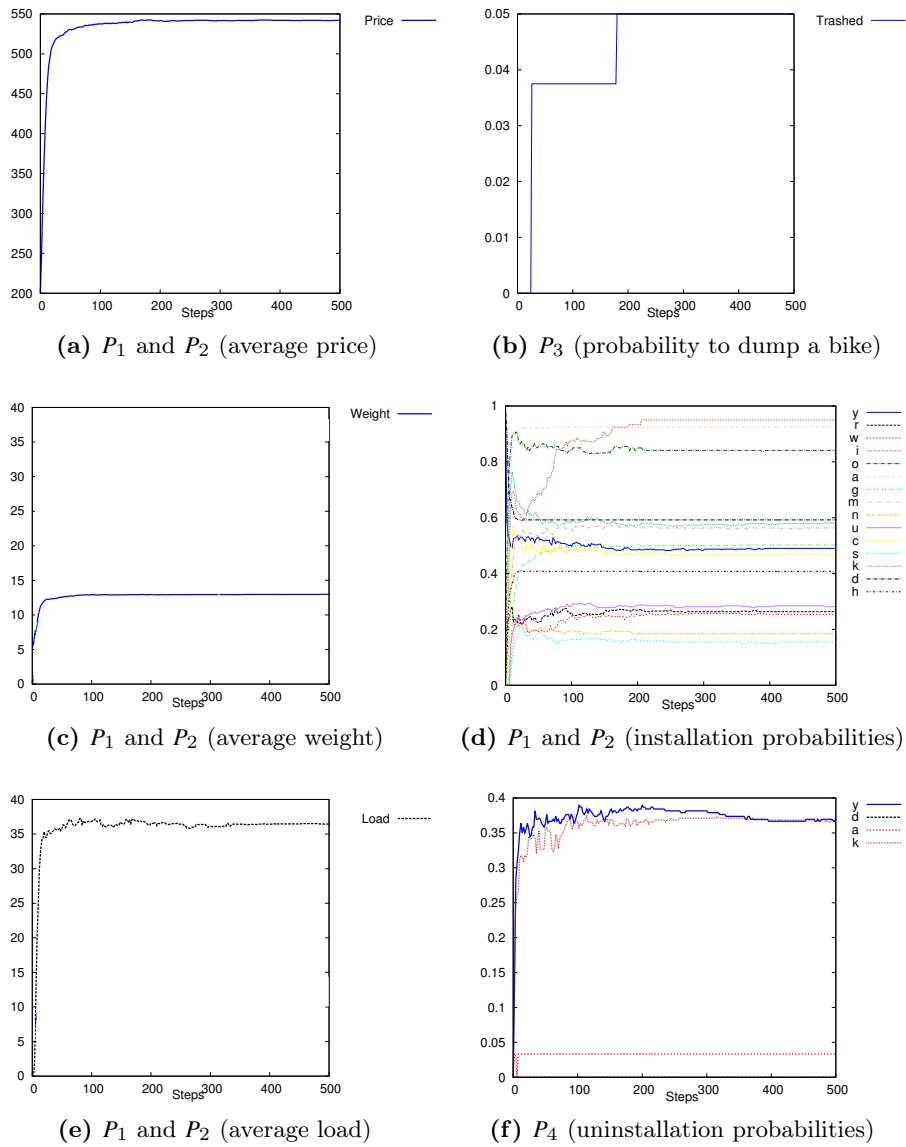 550
500
450
400
350
300
250
200
0 100 200 300 400 500
Steps
Price
(a) P1 and P2 (average price)
0.05
0.04
0.03
0.02
0.01
0
0 100 200 300 400 500
Steps
Trashed
(b) P3 (probability to dump a bike)
40
35
30
25
20
15
10
5
0
0 100 200 300 400 500
Steps
Weight
(c) P1 and P2 (average weight)
1
0.8
0.6
0.4
0.2
0
0 100 200 300 400 500
Steps
y
r
w
i
o
a
g
m
n
u
c
s
k
d
h
(d) P1 and P2 (installation probabilities)
40
35
30
25
20
15
10
5
0
0 100 200 300 400 500
Steps
Load
(e) P1 and P2 (average load)
0.4
0.35
0.3
0.25
0.2
0.15
0.1
0.05
0
0 100 200 300 400 500
Steps
y
d
a
k
(f) P4 (uninstallation probabilities)